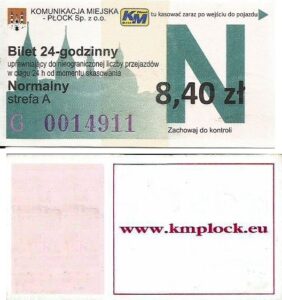 KOMUNIKACJA MIEJSKA
- PŁOCK Sp. z o.o.
KM
tu kasować zaraz po wejściu do pojazdu
Bilet 24-godzinny
uprawniający do nieograniczonej liczby przejazdów
w ciągu 24 h od momentu skasowania
Normalny
strefa A
N
8,40 zł
G 0014911
Zachowaj do kontroli
www.kmplock.eu